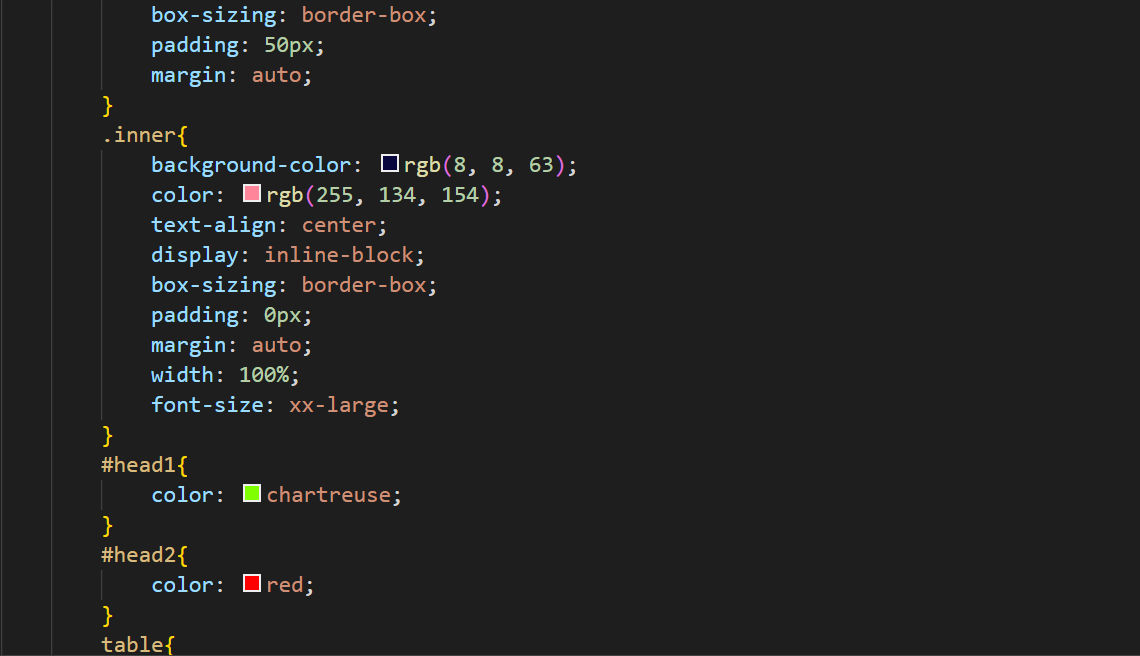 box-sizing: border-box;
padding: 50px;
margin: auto;
}
.inner{
background-color: rgb(8, 8, 63);
color: rgb(255, 134, 154);
text-align: center;
display: inline-block;
box-sizing: border-box;
padding: 0px;
margin: auto;
width: 100%;
font-size: xx-large;
}
#head1{
color: chartreuse;
}
#head2{
color: red;
}
table{